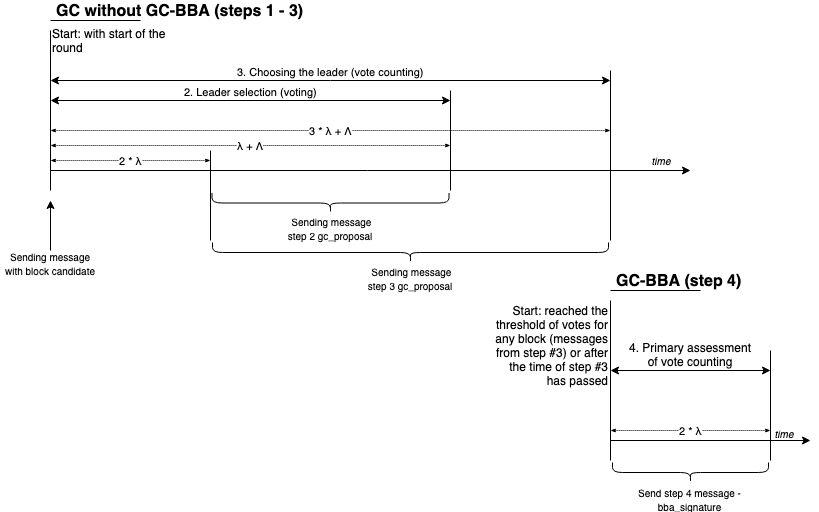 GC without GC-BBA (steps 1 - 3)
Start: with start of the
round
3. Choosing the leader (vote counting)
2. Leader selection (voting)
3 * λ + Λ
λ + Λ
2 * λ
time
Sending message
with block candidate
Sending message
step 2 gc_proposal
Sending message
step 3 gc_proposal
GC-BBA (step 4)
Start: reached the
threshold of votes for
any block (messages
from step #3) or after
the time of step #3
has passed
4. Primary assessment
of vote counting
2 * λ
time
Send step 4 message -
bba_signature